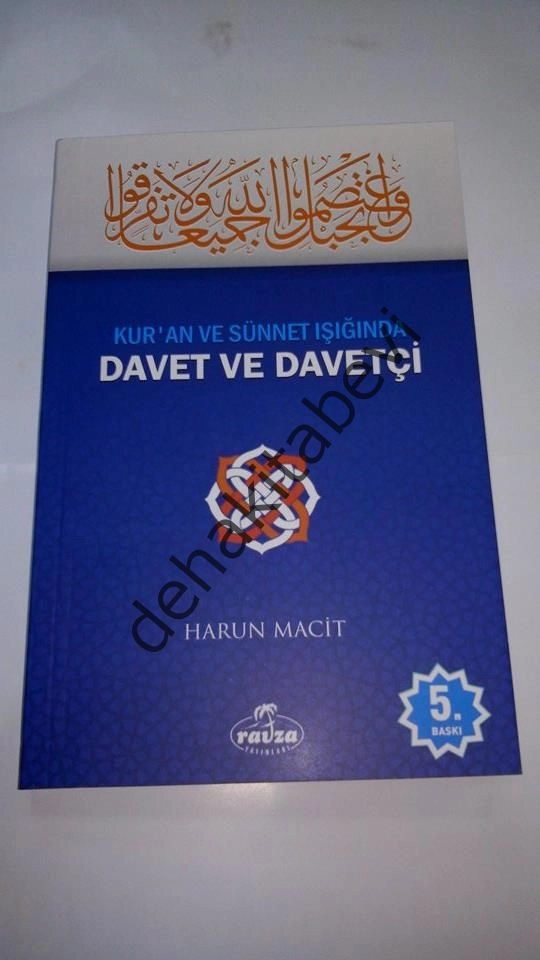 واعتصموا بحبل الله جميعا ولا تفرقوا
KUR'AN VE SÜNNET IŞIĞINDA
DAVET VE DAVETÇİ
HARUN MACİT
ravza
YAYINLARI
5.
BASKI
dehakitabevi